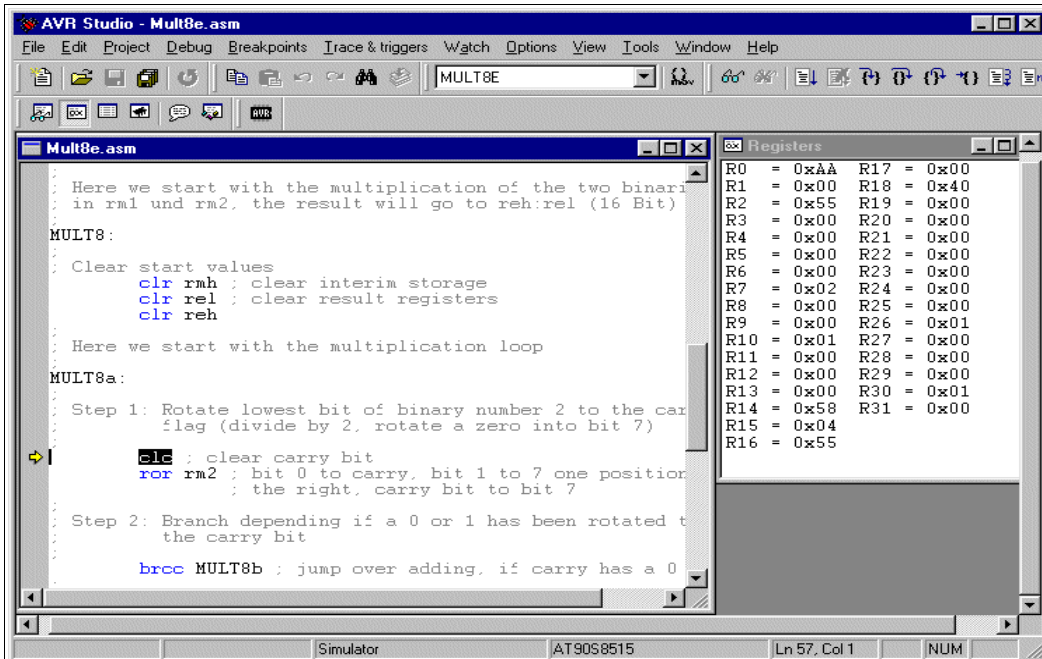 AVR Studio - Mult8e.asm
File Edit Project Debug Breakpoints Trace & triggers Watch Options View Tools Window Help
MULT8E
AVR
Mult8e.asm
;
; Here we start with the multiplication of the two binari
; in rm1 und rm2, the result will go to reh:rel (16 Bit)
;
MULT8:
;
; Clear start values
clr rmh ; clear interim storage
clr rel ; clear result registers
clr reh
;
; Here we start with the multiplication loop
;
MULT8a:
;
; Step 1: Rotate lowest bit of binary number 2 to the car
; flag (divide by 2, rotate a zero into bit 7)
;
clc ; clear carry bit
ror rm2 ; bit 0 to carry, bit 1 to 7 one position
; the right, carry bit to bit 7
;
; Step 2: Branch depending if a 0 or 1 has been rotated t
; the carry bit
;
brcc MULT8b ; jump over adding, if carry has a 0
Registers
R0 = 0xAA R17 = 0x00
R1 = 0x00 R18 = 0x40
R2 = 0x55 R19 = 0x00
R3 = 0x00 R20 = 0x00
R4 = 0x00 R21 = 0x00
R5 = 0x00 R22 = 0x00
R6 = 0x00 R23 = 0x00
R7 = 0x02 R24 = 0x00
R8 = 0x00 R25 = 0x00
R9 = 0x00 R26 = 0x01
R10 = 0x01 R27 = 0x00
R11 = 0x00 R28 = 0x00
R12 = 0x00 R29 = 0x00
R13 = 0x00 R30 = 0x01
R14 = 0x58 R31 = 0x00
R15 = 0x04
R16 = 0x55
Simulator AT90S8515 Ln 57, Col 1 NUM